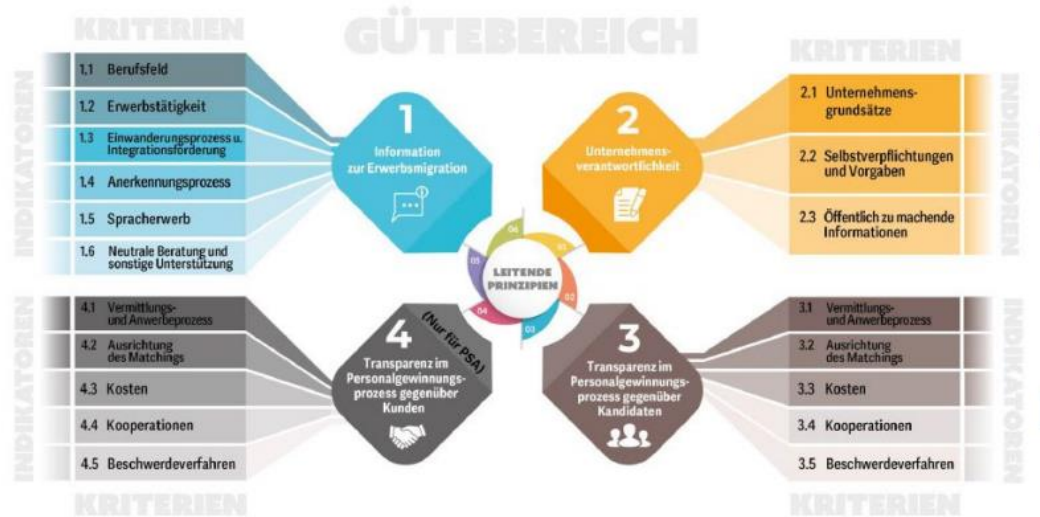 GÜTEBEREICH
KRITERIEN
INDIKATOREN
1.1 Berufsfeld
1.2 Erwerbstätigkeit
1.3 Einwanderungsprozess u.
Integrationsförderung
1.4 Anerkennungsprozess
1.5 Spracherwerb
1.6 Neutrale Beratung und
sonstige Unterstützung
1
Information
zur Erwerbsmigration
KRITERIEN
INDIKATOREN
2.1 Unternehmens-
grundsätze
2.2 Selbstverpflichtungen
und Vorgaben
2.3 Öffentlich zu machende
Informationen
2
Unternehmens-
verantwortlichkeit
LEITENDE
PRINZIPIEN
01
02
03
04
05
06
INDIKATOREN
4.1 Vermittlungs-
und Anwerbeprozess
4.2 Ausrichtung
des Matchings
4.3 Kosten
4.4 Kooperationen
4.5 Beschwerdeverfahren
KRITERIEN
4
(Nur für PSA)
Transparenz im
Personalgewinnungs-
prozess gegenüber
Kunden
3
Transparenz im
Personalgewinnungs-
prozess gegenüber
Kandidaten
3.1 Vermittlungs-
und Anwerbeprozess
3.2 Ausrichtung
des Matchings
3.3 Kosten
3.4 Kooperationen
3.5 Beschwerdeverfahren
INDIKATOREN
KRITERIEN